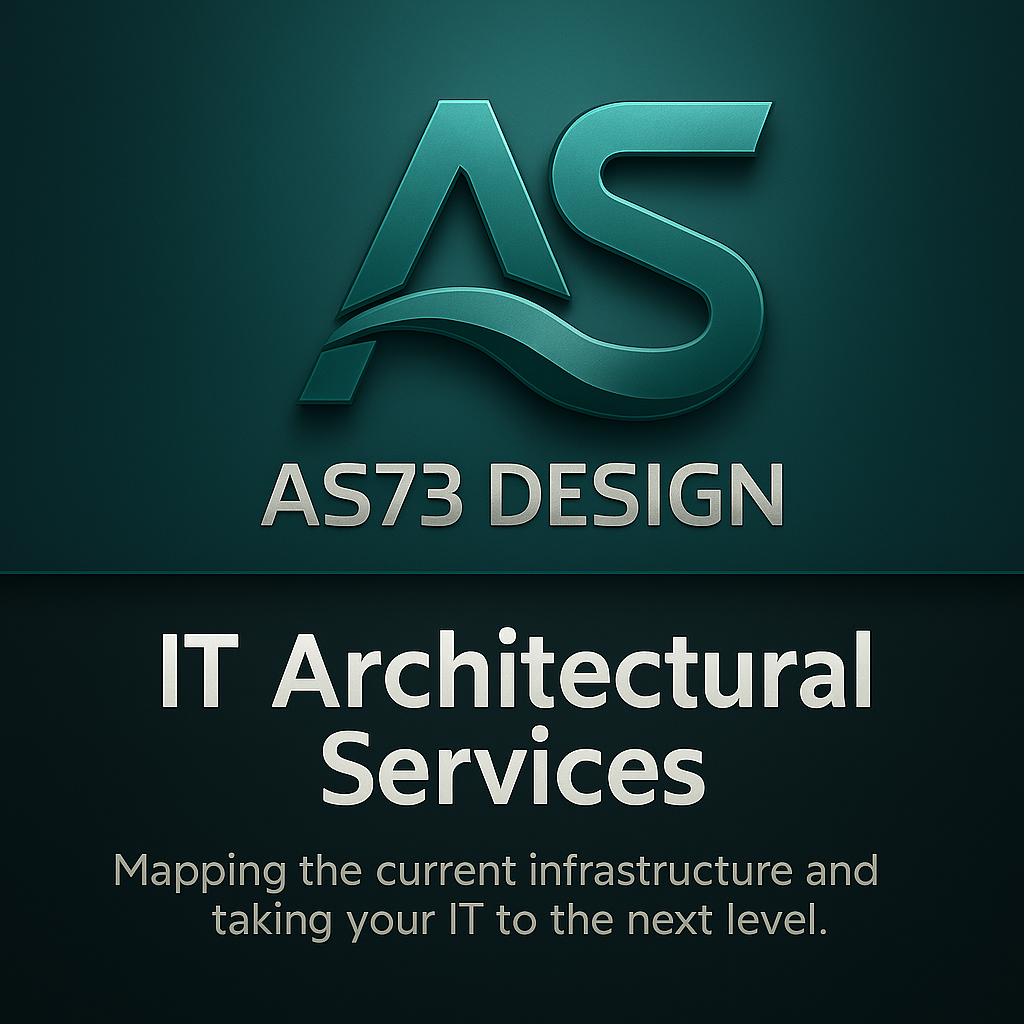 AS
AS73 DESIGN
IT Architectural
Services
Mapping the current infrastructure and
taking your IT to the next level.